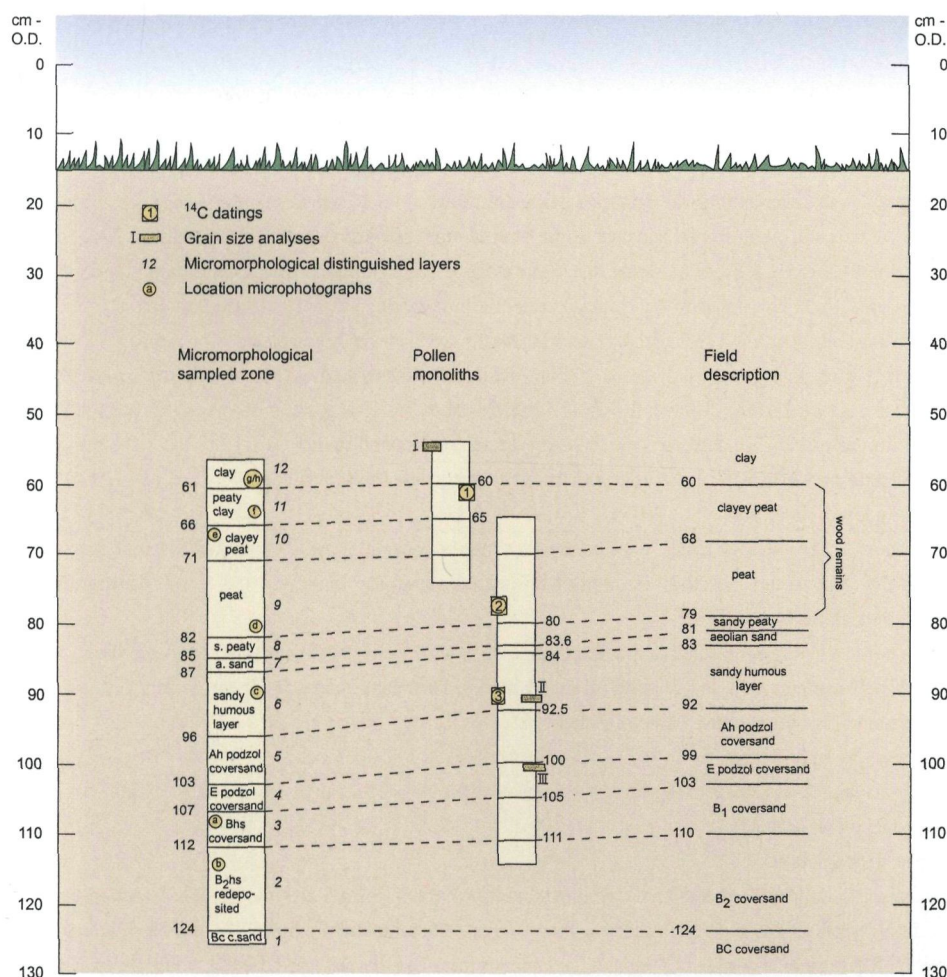 cm -
O.D.
cm -
O.D.
0
10
20
30
40
50
60
70
80
90
100
110
120
130
0
10
20
30
40
50
60
70
80
90
100
110
120
130
1 14C datings
I Grain size analyses
12 Micromorphological distinguished layers
a Location microphotographs
Micromorphological
sampled zone
clay
g/h
12
61
peaty
clay
f
11
66
e
clayey
peat
10
71
peat
9
d
82
s. peaty
8
85
a. sand
7
87
c
sandy
humous
layer
6
96
Ah podzol
coversand
5
103
E podzol
coversand
4
107
a
Bhs
coversand
3
112
b
B2hs
redepo-
sited
2
124
Bc c.sand
1
Pollen
monoliths
I
60
1
65
2
80
83.6
84
3
II
92.5
100
III
105
111
Field
description
clay
60
clayey peat
68
peat
wood remains
79
sandy peaty
81
aeolian sand
83
sandy humous
layer
92
Ah podzol
coversand
99
E podzol coversand
103
B1 coversand
110
B2 coversand
-124
BC coversand